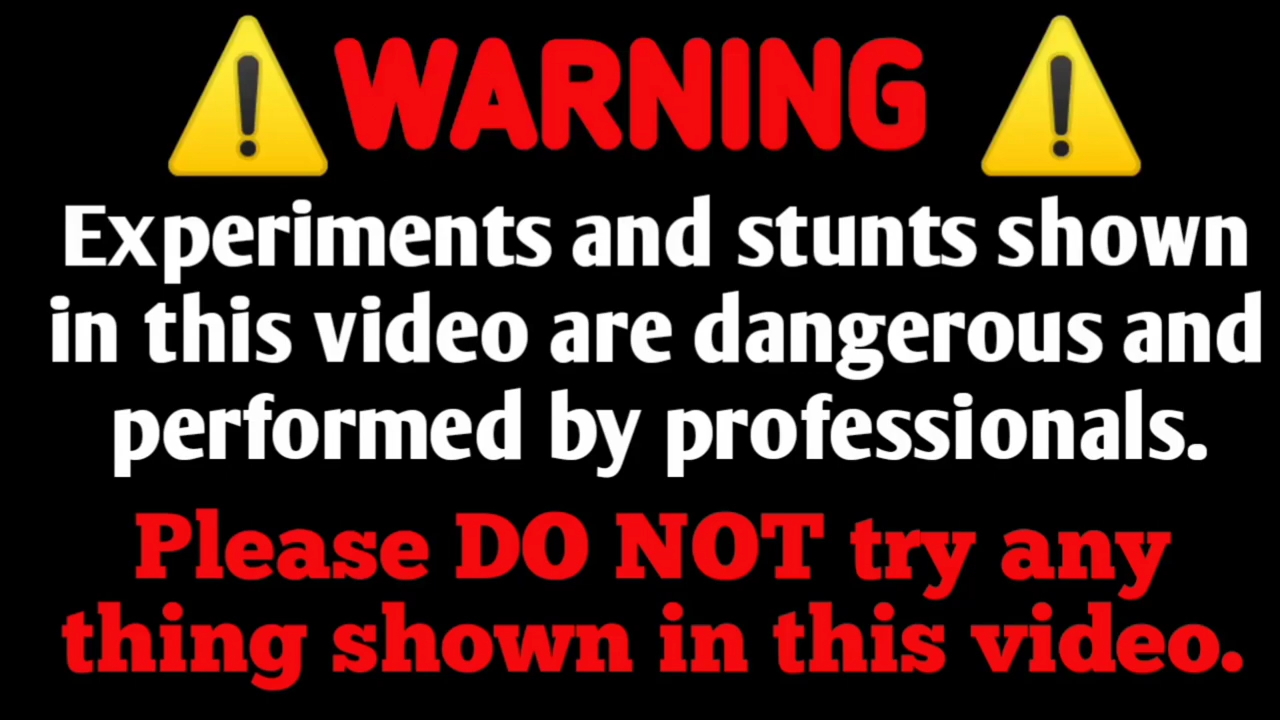 WARNING
Experiments and stunts shown
in this video are dangerous and
performed by professionals.
Please DO NOT try any
thing shown in this video.